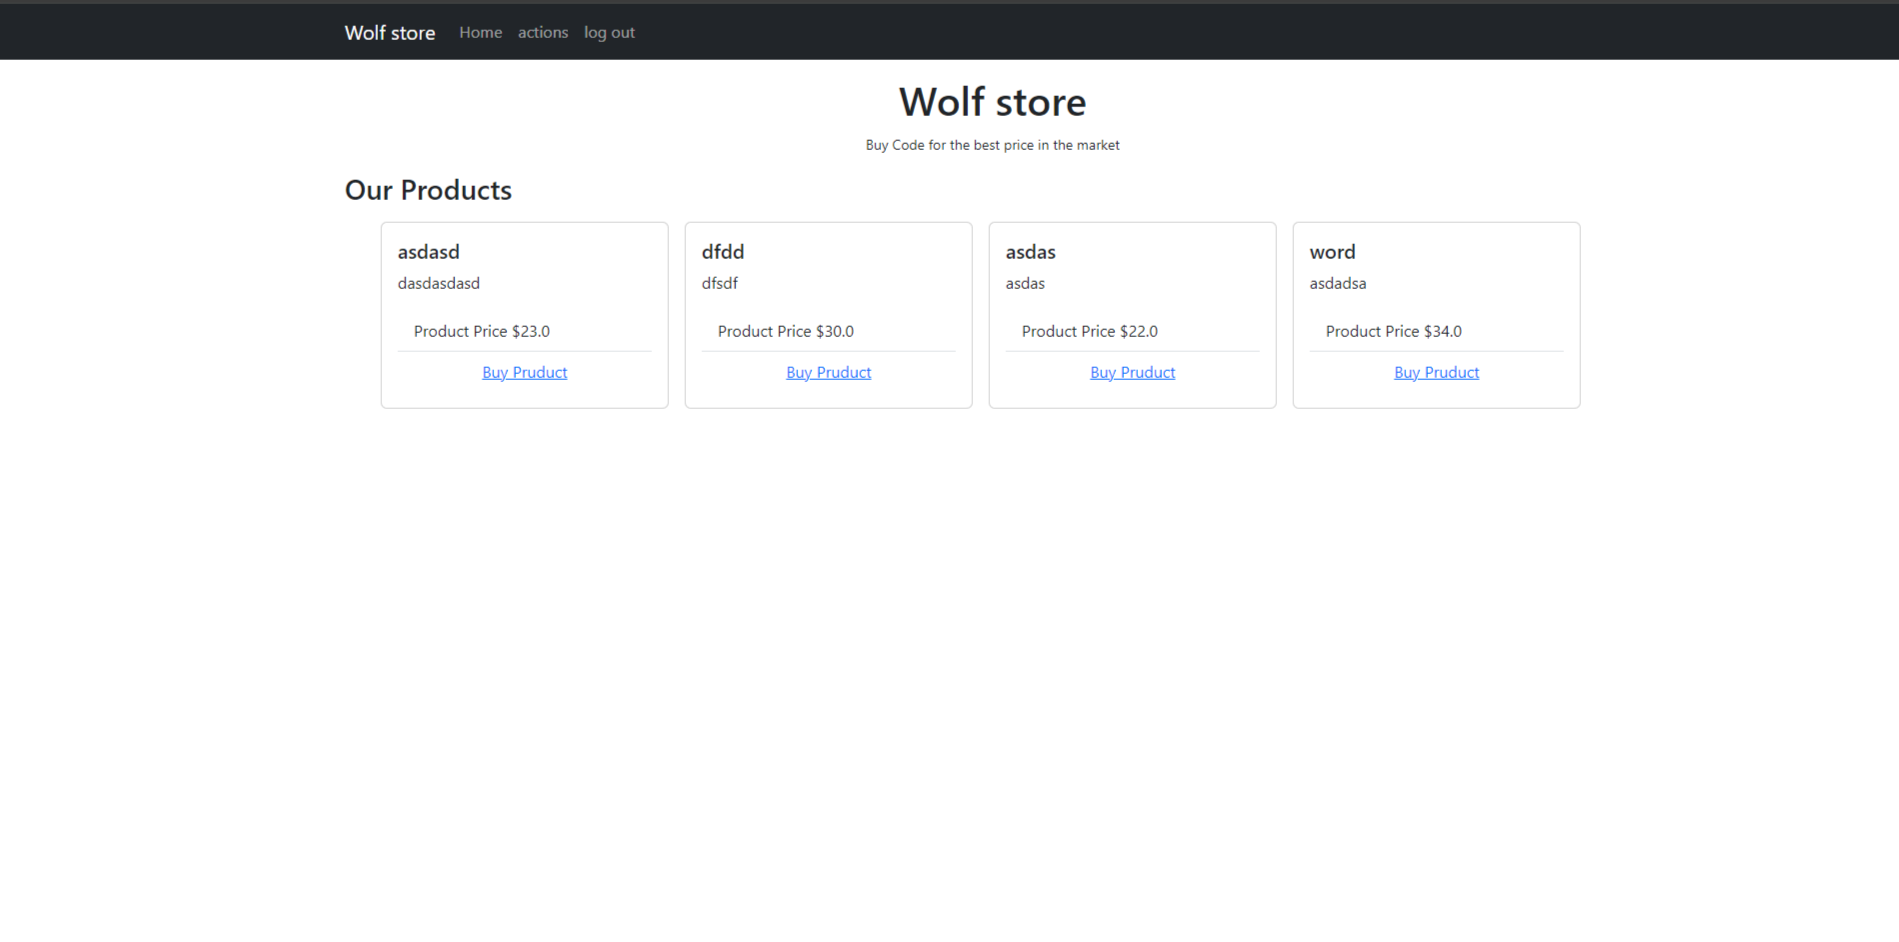 Wolf store Home actions log out
Wolf store
Buy Code for the best price in the market
Our Products
asdasd
dasdasdasd
Product Price $23.0
Buy Pruduct
dfdd
dfsdf
Product Price $30.0
Buy Pruduct
asdas
asdas
Product Price $22.0
Buy Pruduct
word
asdadsa
Product Price $34.0
Buy Pruduct